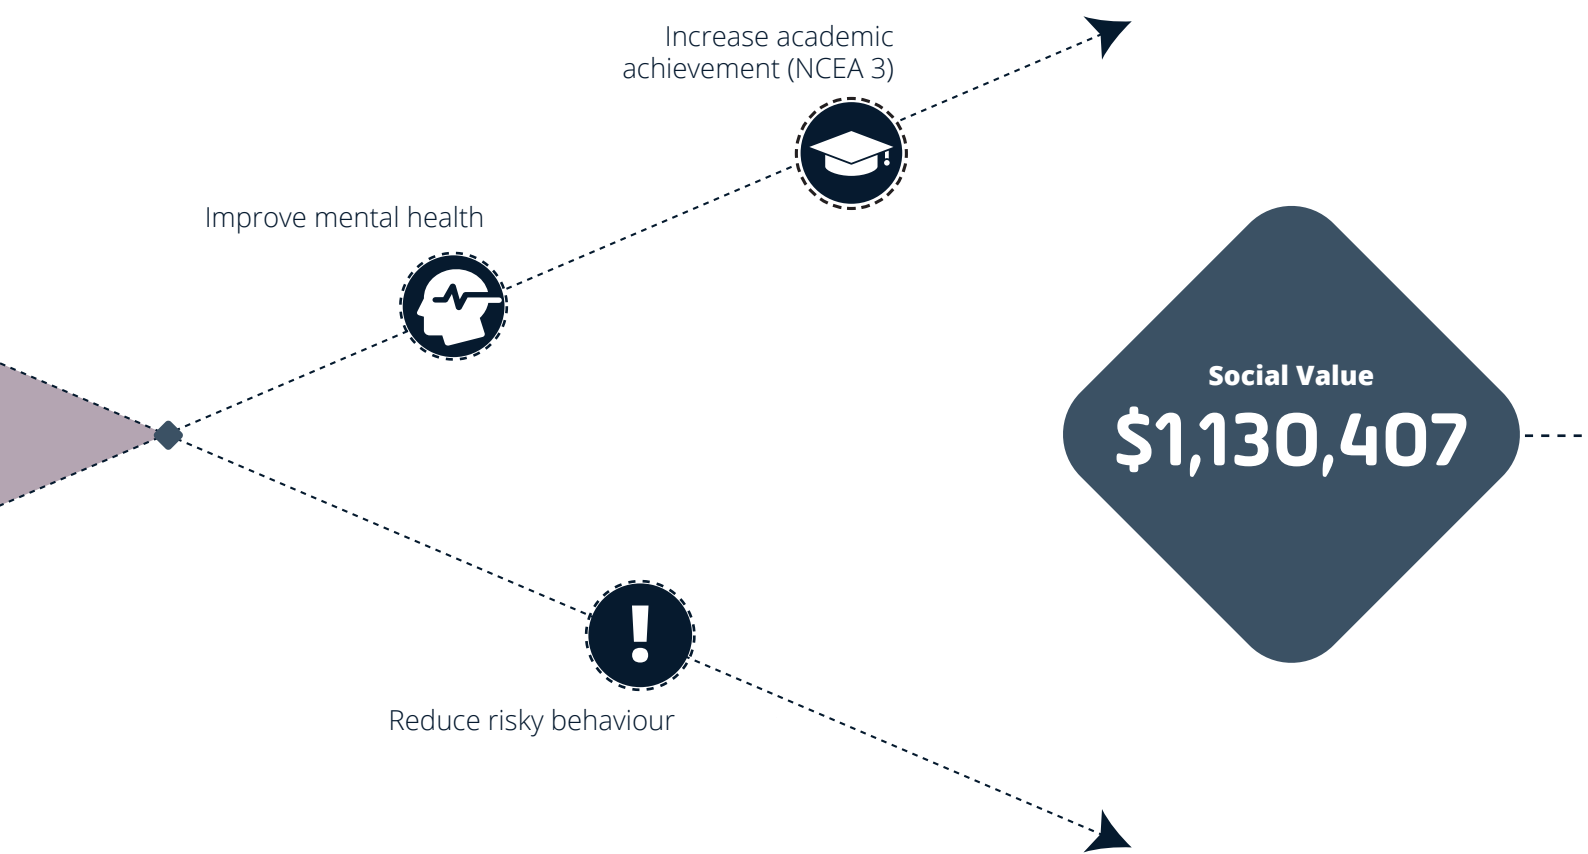 Increase academic
achievement (NCEA 3)
Improve mental health
Social Value
$1,130,407
Reduce risky behaviour